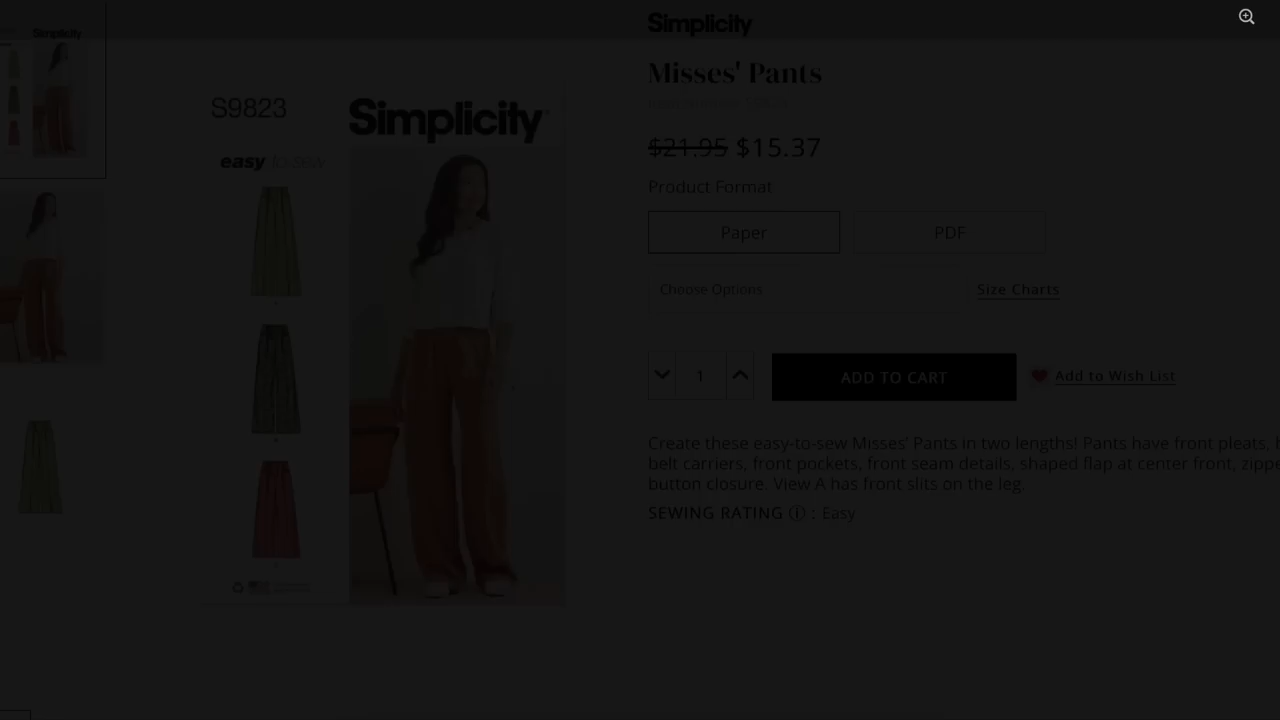 Simplicity
Misses' Pants
$21.95 $15.37
Product Format
Paper
PDF
Choose Options
Size Charts
1
ADD TO CART
Add to Wish List
Create these easy-to-sew Misses' Pants in two lengths! Pants have front pleats,
belt carriers, front pockets, front seam details, shaped flap at center front,
button closure. View A has front slits on the leg.
SEWING RATING ⓘ : Easy
Simplicity
S9823
Simplicity
easy to-sew